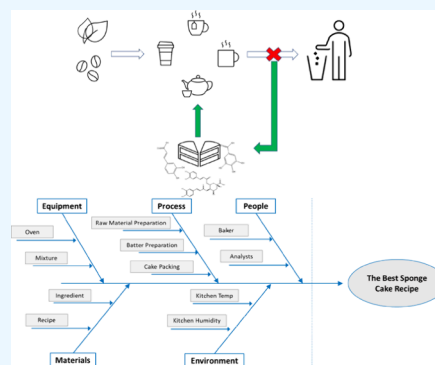 Equipment
Process
People
Oven
Mixture
Raw Material Preparation
Batter Preparation
Cake Packing
Baker
Analysts
The Best Sponge
Cake Recipe
Ingredient
Recipe
Kitchen Temp
Kitchen Humidity
Materials
Environment